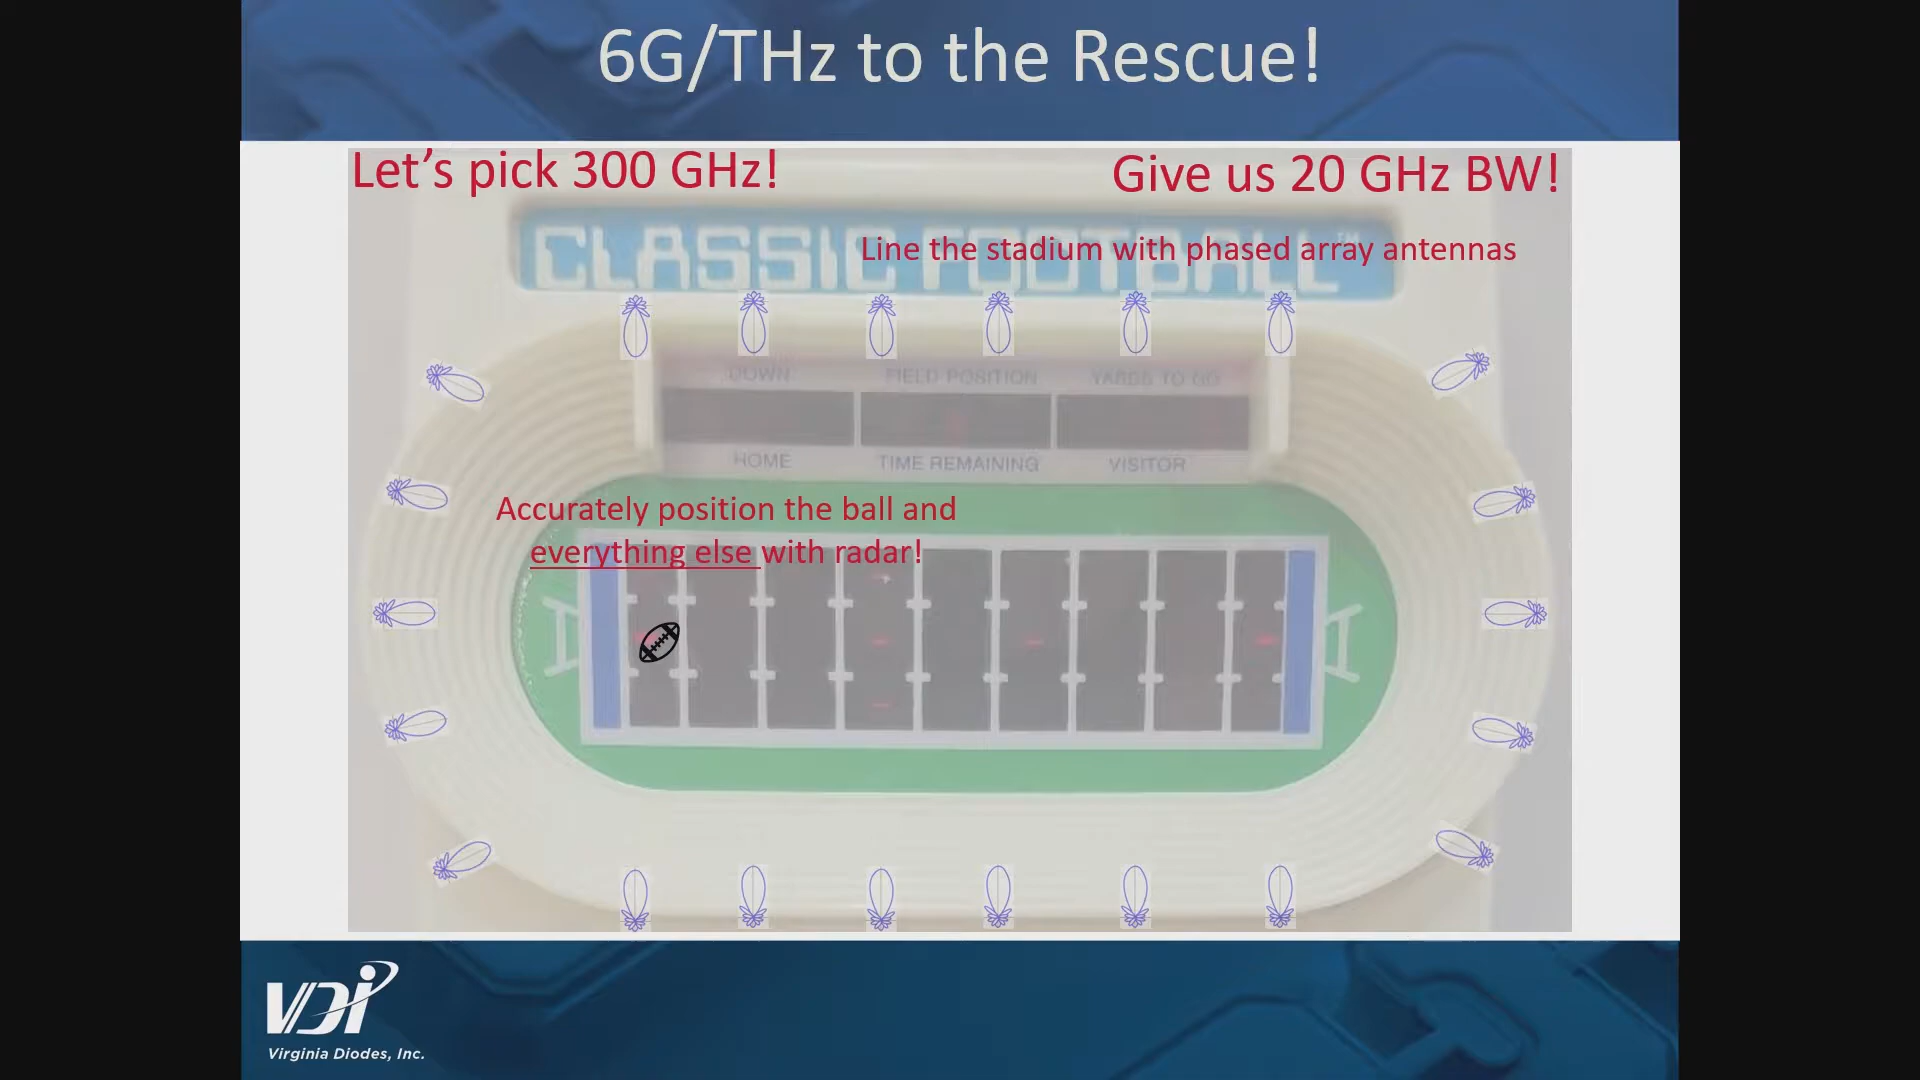 6G/THz to the Rescue!
Let's pick 300 GHz!
Give us 20 GHz BW!
CLASSIC FOOTBALL™
Line the stadium with phased array antennas
DOWN FIELD POSITION YARDS TO GO
HOME TIME REMAINING VISITOR
Accurately position the ball and
everything else with radar!
VDI
Virginia Diodes, Inc.